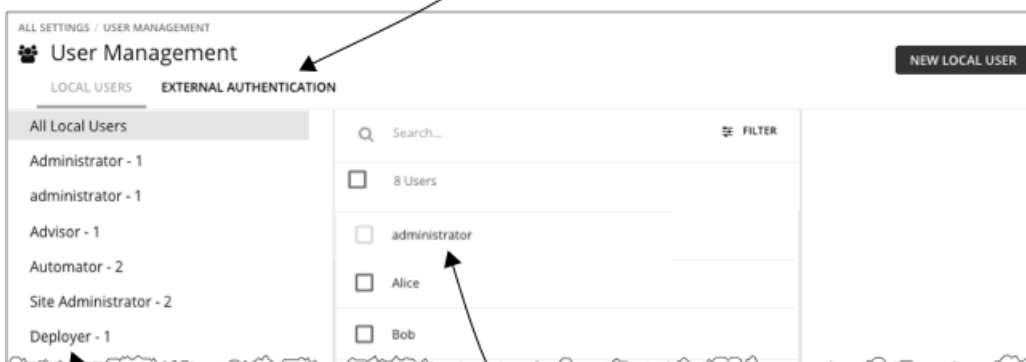 ALL SETTINGS / USER MANAGEMENT
User Management
NEW LOCAL USER
LOCAL USERS EXTERNAL AUTHENTICATION
All Local Users
Administrator - 1
administrator - 1
Advisor - 1
Automator - 2
Site Administrator - 2
Deployer - 1
Search... FILTER
8 Users
administrator
Alice
Bob